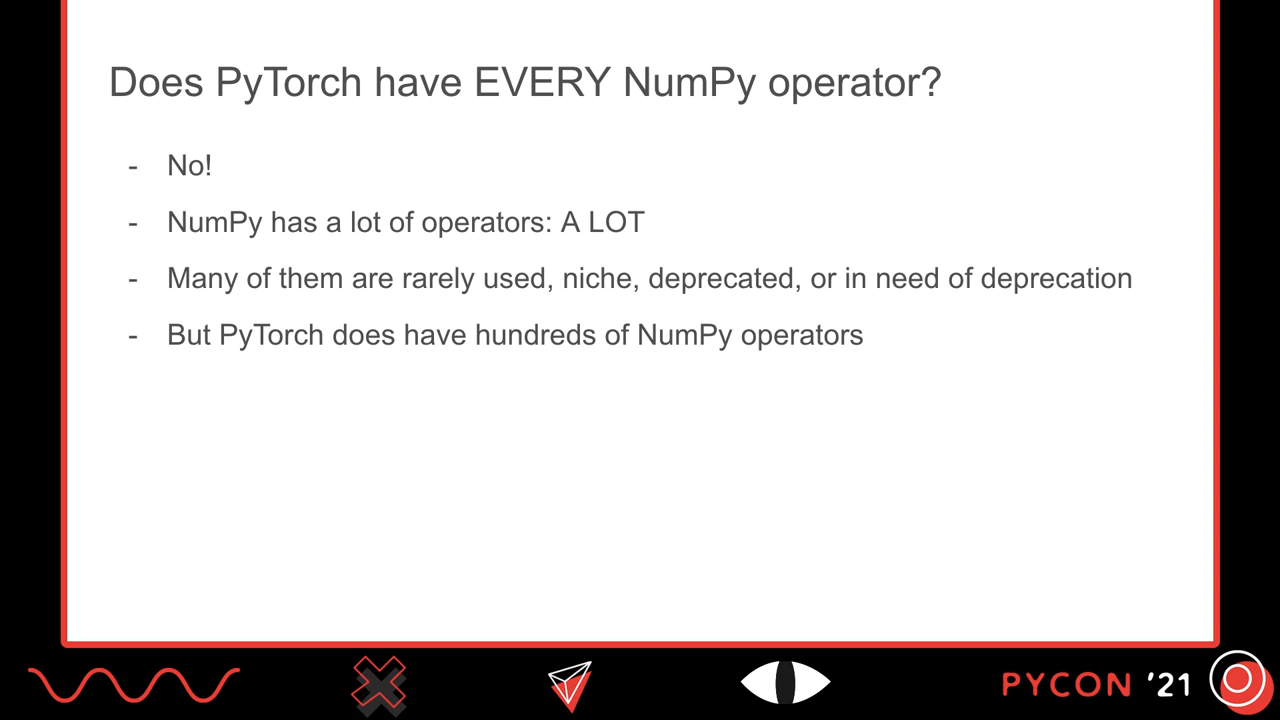 Does PyTorch have EVERY NumPy operator?
- No!
- NumPy has a lot of operators: A LOT
- Many of them are rarely used, niche, deprecated, or in need of deprecation
- But PyTorch does have hundreds of NumPy operators
PYCON '21